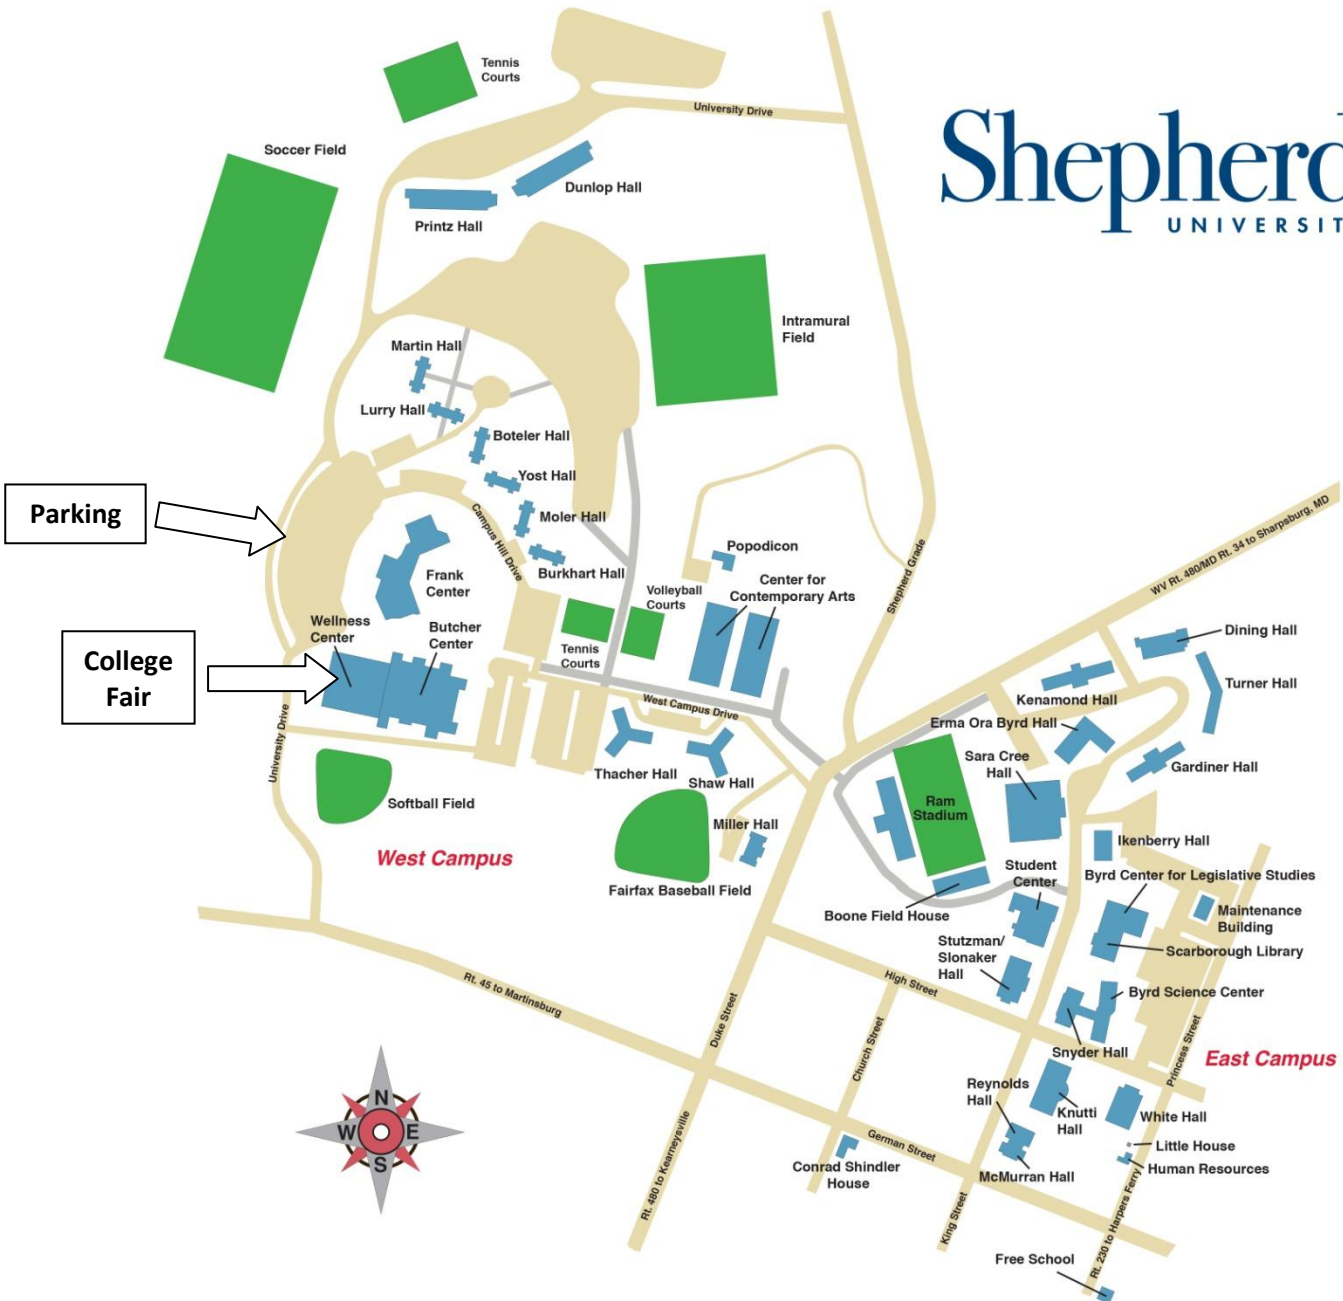 Tennis
Courts
University Drive
Shepherd
UNIVERSIT
Soccer Field
Dunlop Hall
Printz Hall
Intramural
Field
Martin Hall
Lurry Hall
Boteler Hall
Yost Hall
Parking
Moler Hall
Campus Hill Drive
Burkhart Hall
Popodicon
Center for
Contemporary Arts
Shepherd Grade
WV Rt. 480/MD Rt. 34 to Sharpsburg, MD
Frank
Center
Volleyball
Courts
Wellness
Center
Butcher
Center
College
Fair
Tennis
Courts
West Campus Drive
Dining Hall
Turner Hall
Kenamond Hall
Erma Ora Byrd Hall
Sara Cree
Hall
Gardiner Hall
University Drive
Thacher Hall
Shaw Hall
Softball Field
Ram
Stadium
Miller Hall
Ikenberry Hall
West Campus
Student
Center
Byrd Center for Legislative Studies
Fairfax Baseball Field
Boone Field House
Maintenance
Building
Stutzman/
Slonaker
Hall
Scarborough Library
High Street
Rt. 45 to Martinsburg
Byrd Science Center
Duke Street
Church Street
Snyder Hall
Princess Street
East Campus
Reynolds
Hall
Knutti
Hall
White Hall
N
W
E
S
German Street
Little House
Conrad Shindler
House
McMurran Hall
Human Resources
Rt. 480 to Kearneysville
King Street
Rt. 230 to Harpers Ferry
Free School